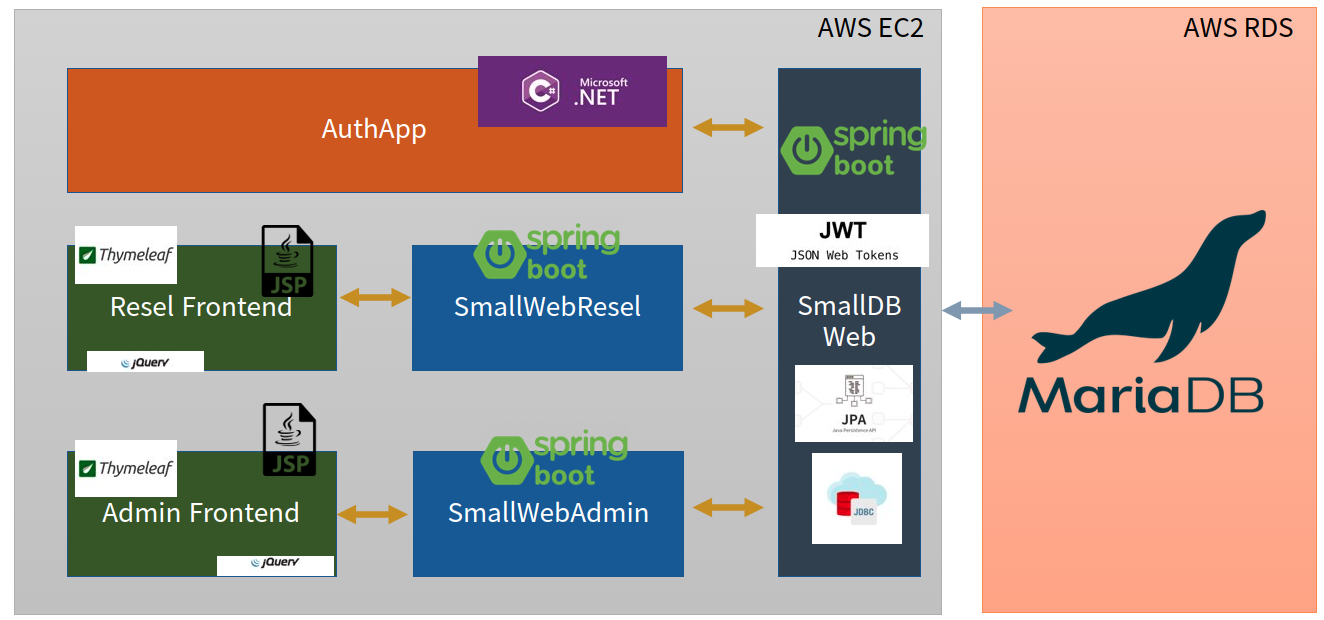 AWS EC2
AWS RDS
AuthApp
C#
Microsoft
.NET
spring
boot
JWT
JSON Web Tokens
Thymeleaf
JSP
Resel Frontend
jQuery
spring
boot
SmallWebResel
SmallDB
Web
JPA
Java Persistence API
JDBC
MariaDB
Thymeleaf
JSP
Admin Frontend
jQuery
spring
boot
SmallWebAdmin